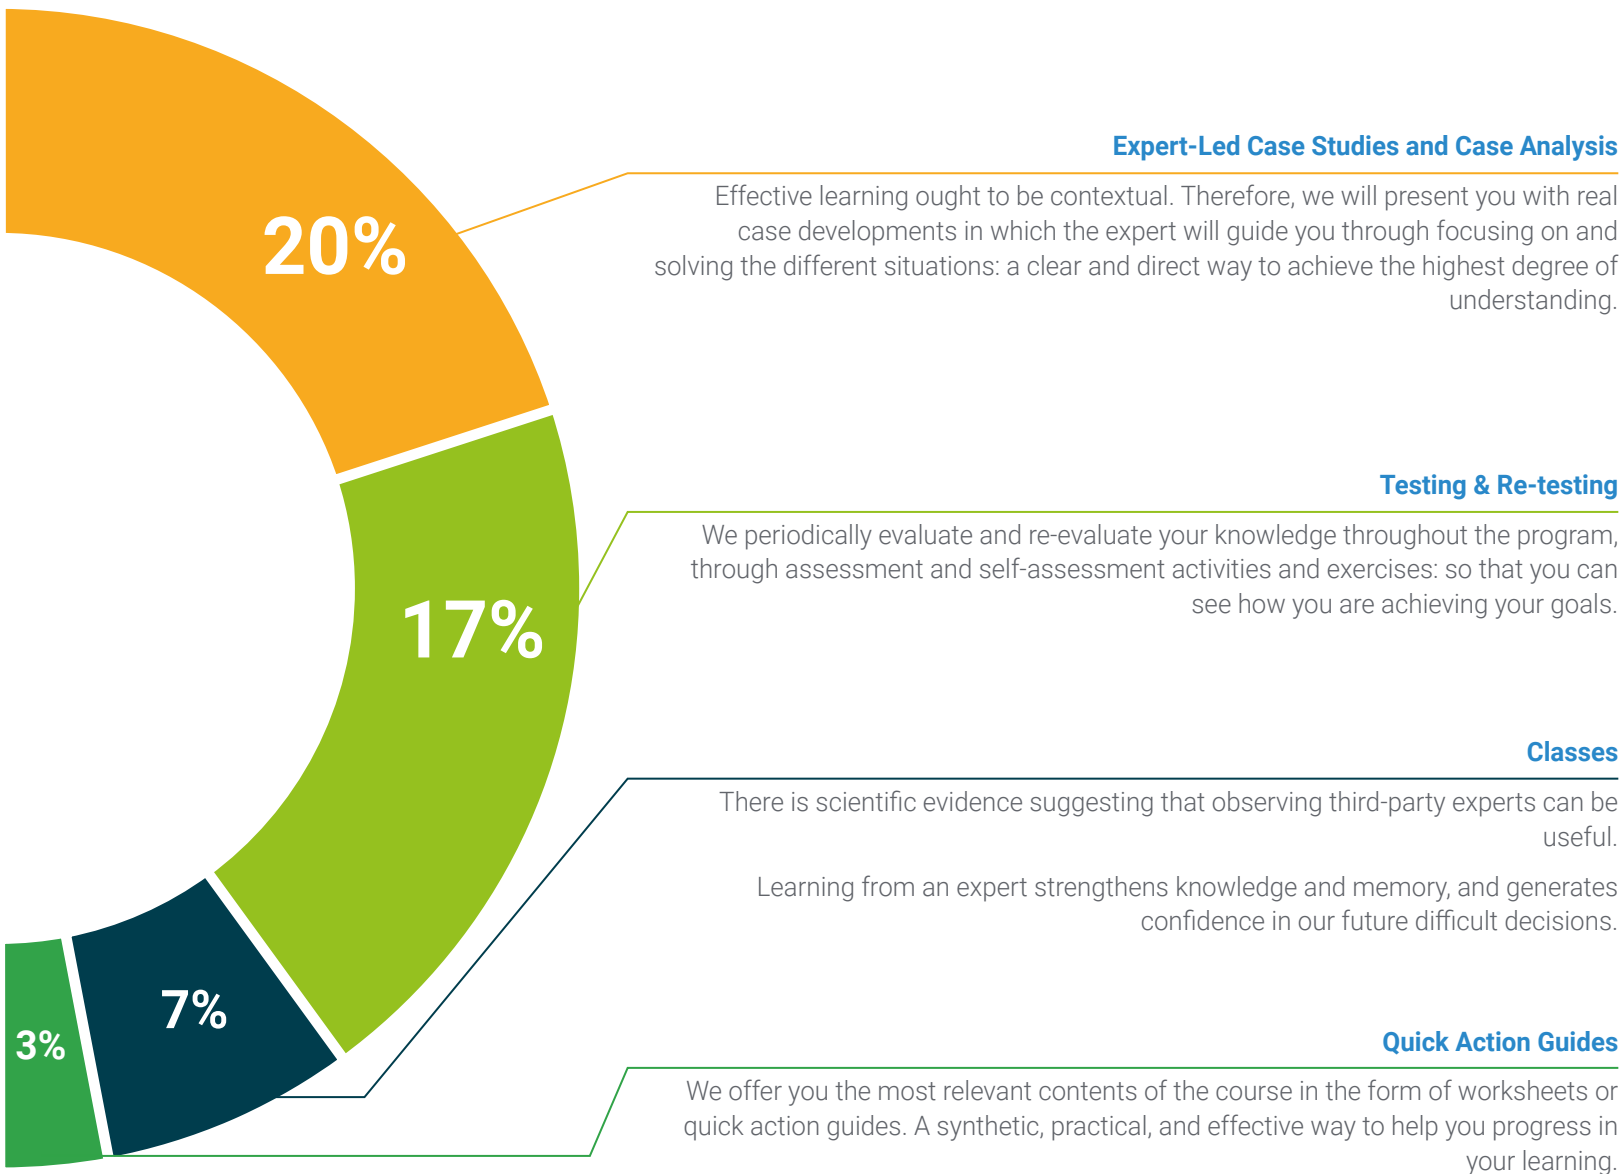 Expert-Led Case Studies and Case Analysis
20%
Effective learning ought to be contextual. Therefore, we will present you with real
case developments in which the expert will guide you through focusing on and
solving the different situations: a clear and direct way to achieve the highest degree of
understanding.
Testing & Re-testing
17%
We periodically evaluate and re-evaluate your knowledge throughout the program,
through assessment and self-assessment activities and exercises: so that you can
see how you are achieving your goals.
Classes
7%
There is scientific evidence suggesting that observing third-party experts can be
useful.
Learning from an expert strengthens knowledge and memory, and generates
confidence in our future difficult decisions.
Quick Action Guides
3%
We offer you the most relevant contents of the course in the form of worksheets or
quick action guides. A synthetic, practical, and effective way to help you progress in
your learning.